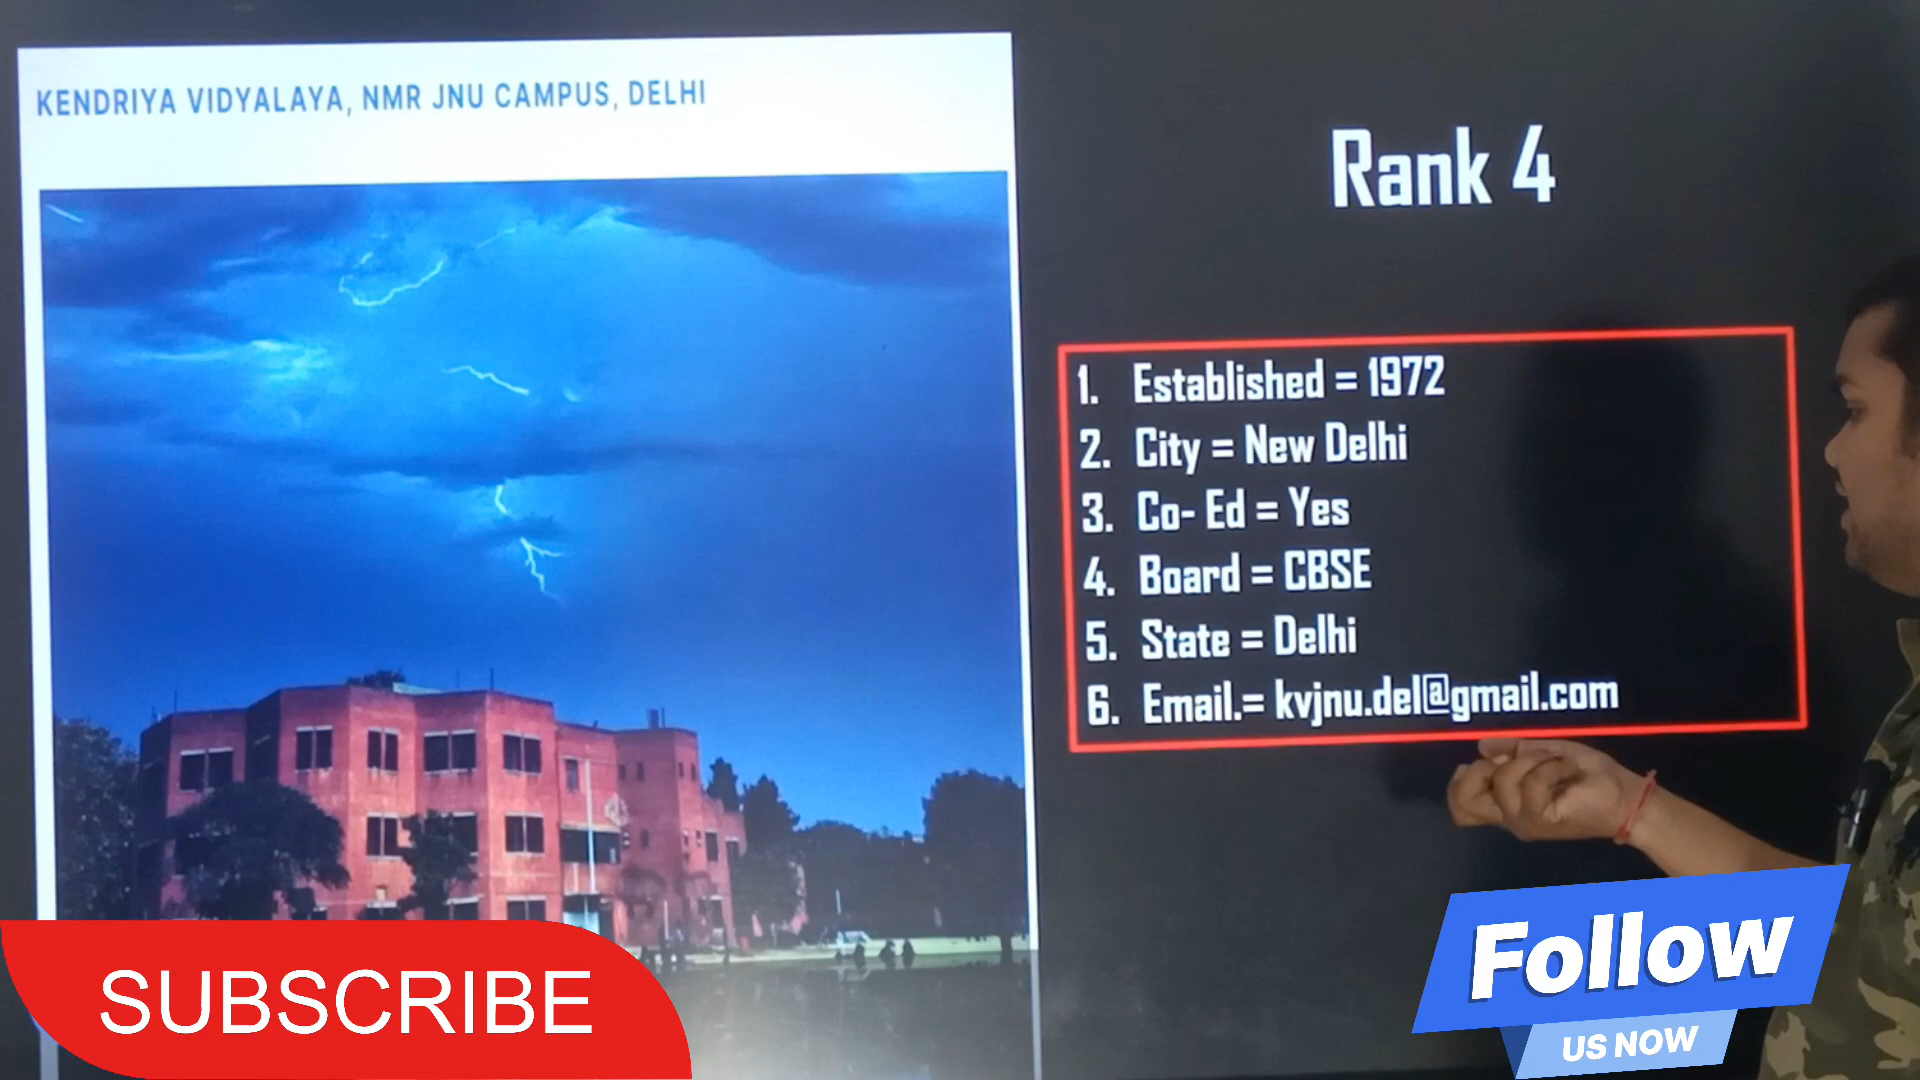 KENDRIYA VIDYALAYA, NMR JNU CAMPUS, DELHI
Rank 4
1. Established = 1972
2. City = New Delhi
3. Co- Ed = Yes
4. Board = CBSE
5. State = Delhi
6. Email.= kvjnu.del@gmail.com
SUBSCRIBE
Follow
US NOW